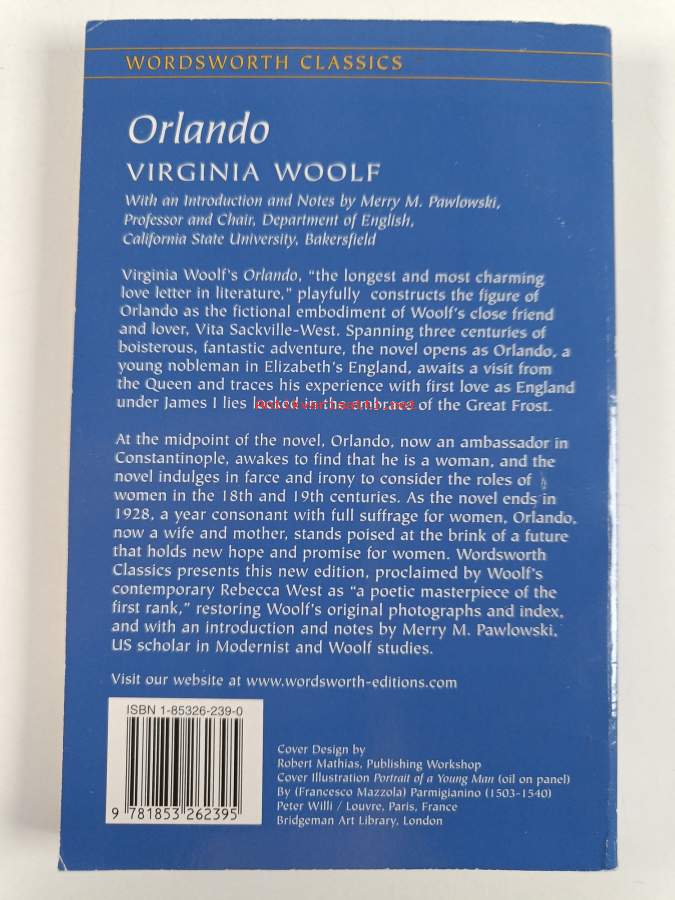 WORDSWORTH CLASSICS
Orlando
VIRGINIA WOOLF
With an Introduction and Notes by Merry M. Pawlowski,
Professor and Chair, Department of English,
California State University, Bakersfield
Virginia Woolf's Orlando, "the longest and most charming
love letter in literature," playfully constructs the figure of
Orlando as the fictional embodiment of Woolf's close friend
and lover, Vita Sackville-West. Spanning three centuries of
boisterous, fantastic adventure, the novel opens as Orlando, a
young nobleman in Elizabeth's England, awaits a visit from
the Queen and traces his experience with first love as England
under James I lies locked in the embrace of the Great Frost.
At the midpoint of the novel, Orlando, now an ambassador in
Constantinople, awakes to find that he is a woman, and the
novel indulges in farce and irony to consider the roles of
women in the 18th and 19th centuries. As the novel ends in
1928, a year consonant with full suffrage for women, Orlando,
now a wife and mother, stands poised at the brink of a future
that holds new hope and promise for women. Wordsworth
Classics presents this new edition, proclaimed by Woolf's
contemporary Rebecca West as "a poetic masterpiece of the
first rank," restoring Woolf's original photographs and index,
and with an introduction and notes by Merry M. Pawlowski,
US scholar in Modernist and Woolf studies.
Visit our website at www.wordsworth-editions.com
ISBN 1-85326-239-0
9 781853 262395
Cover Design by
Robert Mathias, Publishing Workshop
Cover Illustration Portrait of a Young Man (oil on panel)
By (Francesco Mazzola) Parmigianino (1503-1540)
Peter Willi / Louvre, Paris, France
Bridgeman Art Library, London